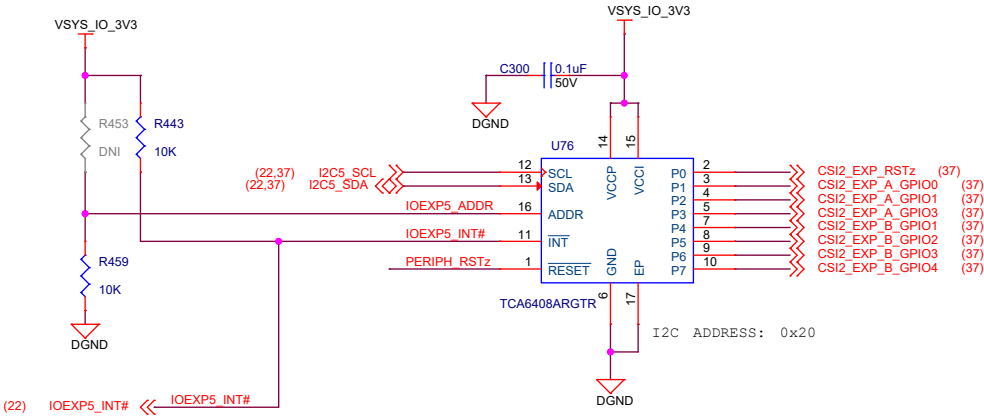 VSYS_IO_3V3
VSYS_IO_3V3
C300 0.1uF
50V
DGND
R453
DNI
R443
10K
U76
14
15
VCCP
VCCI
(22,37) I2C5_SCL 12 SCL
(22,37) I2C5_SDA 13 SDA
IOEXP5_ADDR 16 ADDR
IOEXP5_INT# 11 INT
PERIPH_RSTz 1 RESET
P0 2 CSI2_EXP_RSTz (37)
P1 3 CSI2_EXP_A_GPIO0 (37)
P2 4 CSI2_EXP_A_GPIO1 (37)
P3 5 CSI2_EXP_A_GPIO3 (37)
P4 7 CSI2_EXP_B_GPIO1 (37)
P5 8 CSI2_EXP_B_GPIO2 (37)
P6 9 CSI2_EXP_B_GPIO3 (37)
P7 10 CSI2_EXP_B_GPIO4 (37)
GND
EP
6
17
R459
10K
DGND
TCA6408ARGTR
I2C ADDRESS: 0x20
DGND
(22) IOEXP5_INT# IOEXP5_INT#